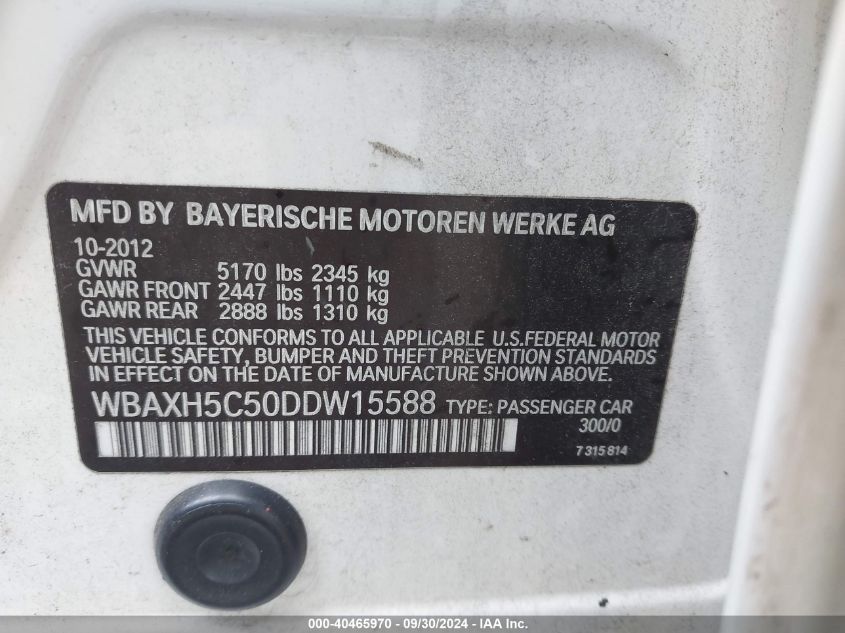 MFD BY BAYERISCHE MOTOREN WERKE AG
10-2012
GVWR 5170 lbs 2345 kg
GAWR FRONT 2447 lbs 1110 kg
GAWR REAR 2888 lbs 1310 kg
THIS VEHICLE CONFORMS TO ALL APPLICABLE U.S.FEDERAL MOTOR
VEHICLE SAFETY, BUMPER AND THEFT PREVENTION STANDARDS
IN EFFECT ON THE DATE OF MANUFACTURE SHOWN ABOVE.
WBAXH5C50DDW15588 TYPE: PASSENGER CAR
300/0
7 315 814
000-40465970 - 09/30/2024 - IAA Inc.